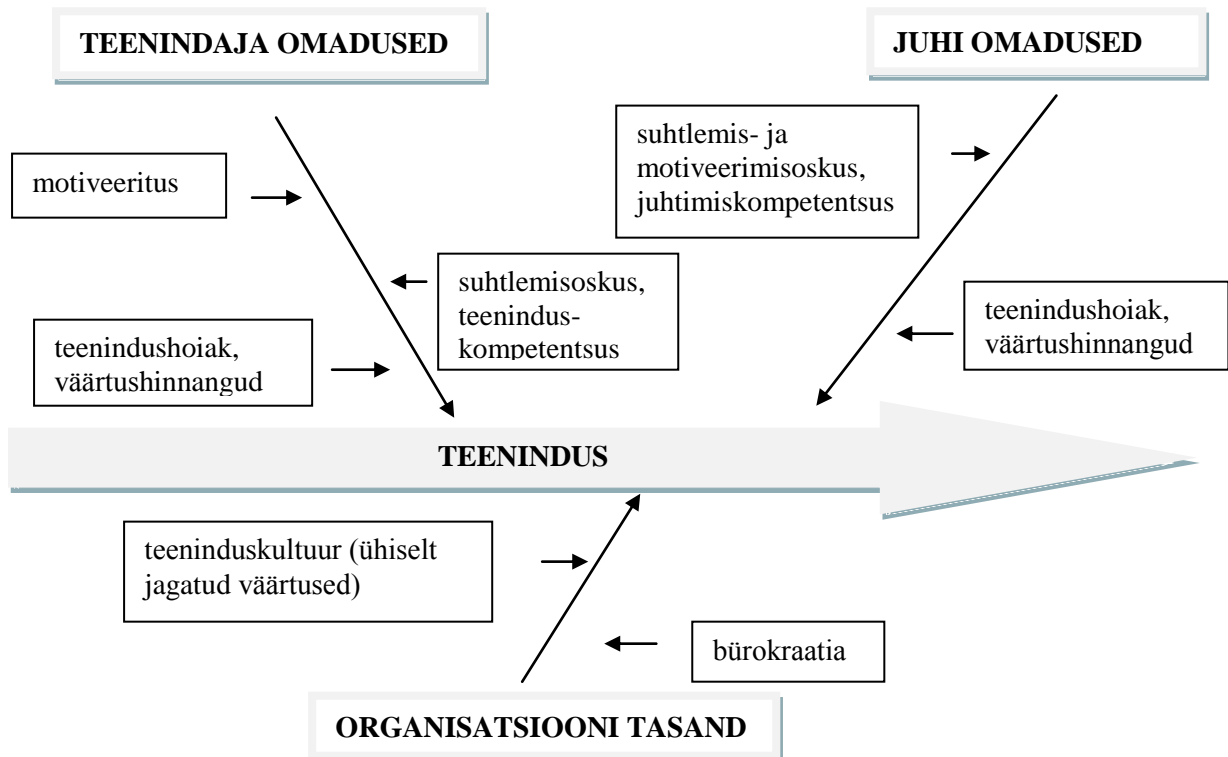 TEENINDAJA OMADUSED
JUHI OMADUSED
motiveeritus
suhtlemis- ja
motiveerimisoskus,
juhtimiskompetentsus
suhtlemisoskus,
teenindus-
kompetentsus
teenindushoiak,
väärtushinnangud
teenindushoiak,
väärtushinnangud
TEENINDUS
teeninduskultuur (ühiselt
jagatud väärtused)
bürokraatia
ORGANISATSIOONI TASAND